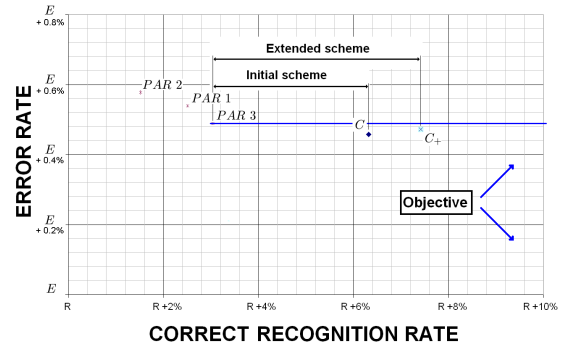 E
+ 0.8%
Extended scheme
Initial scheme
E
+ 0.6%
PAR 2
PAR 1
PAR 3
C
C+
E
+ 0.4%
Objective
E
+ 0.2%
E
R
R +2%
R +4%
R +6%
R +8%
R +10%
ERROR RATE
CORRECT RECOGNITION RATE